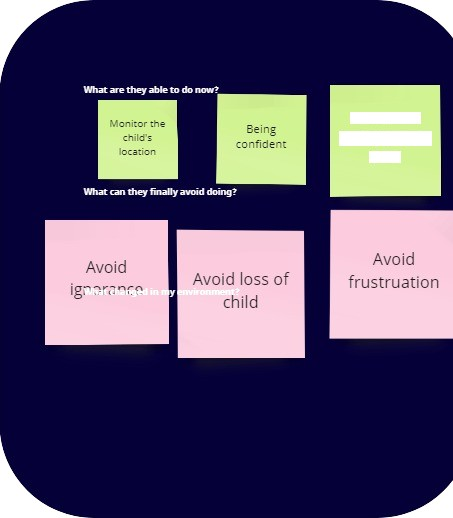 What are they able to do now?
Monitor the
child's
location
Being
confident
What can they finally avoid doing?
Avoid
ignorance
Avoid loss of
child
Avoid
frustruation
What changed in my environment?